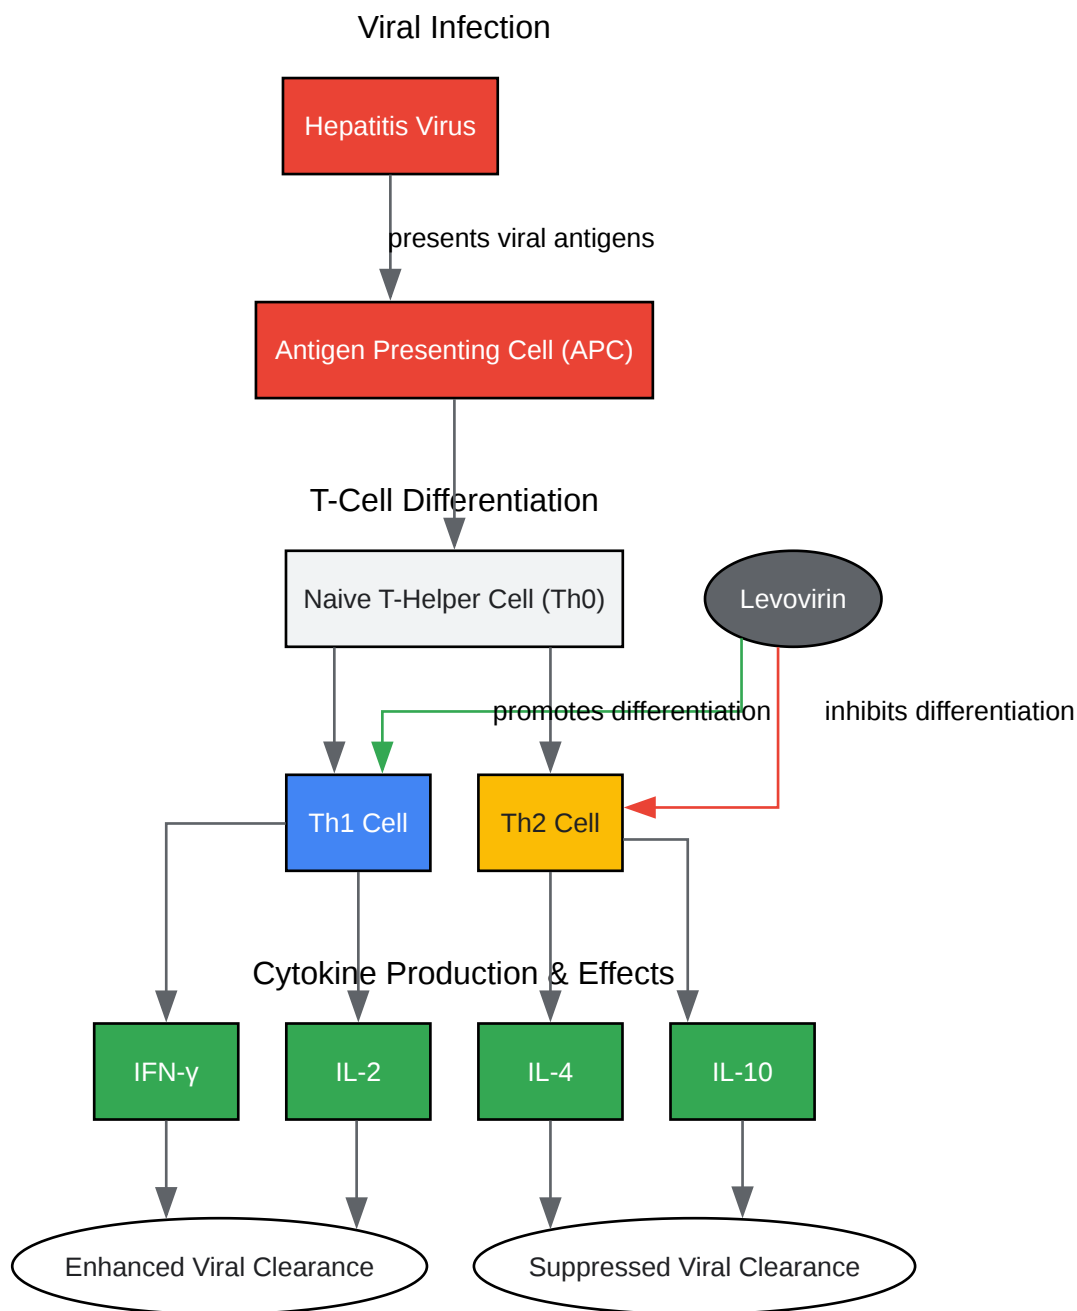 Viral Infection
Hepatitis Virus
presents viral antigens
Antigen Presenting Cell (APC)
T-Cell Differentiation
Naive T-Helper Cell (Th0)
Levovirin
promotes differentiation
inhibits differentiation
Th1 Cell
Th2 Cell
Cytokine Production & Effects
IFN-γ
IL-2
IL-4
IL-10
Enhanced Viral Clearance
Suppressed Viral Clearance